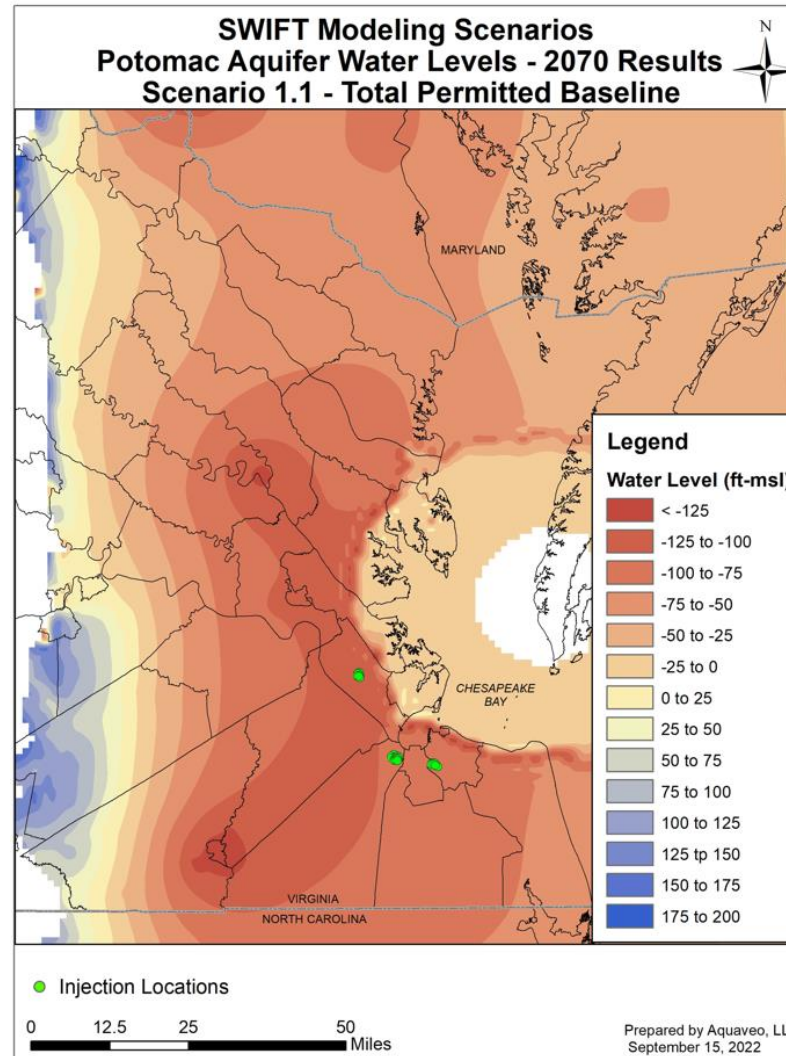 SWIFT Modeling Scenarios
Potomac Aquifer Water Levels - 2070 Results
Scenario 1.1 - Total Permitted Baseline
N
MARYLAND
CHESAPEAKE
BAY
VIRGINIA
NORTH CAROLINA
Legend
Water Level (ft-msl)
< -125
-125 to -100
-100 to -75
-75 to -50
-50 to -25
-25 to 0
0 to 25
25 to 50
50 to 75
75 to 100
100 to 125
125 tp 150
150 to 175
175 to 200
Injection Locations
0 12.5 25 50
Miles
Prepared by Aquaveo, LL
September 15, 2022